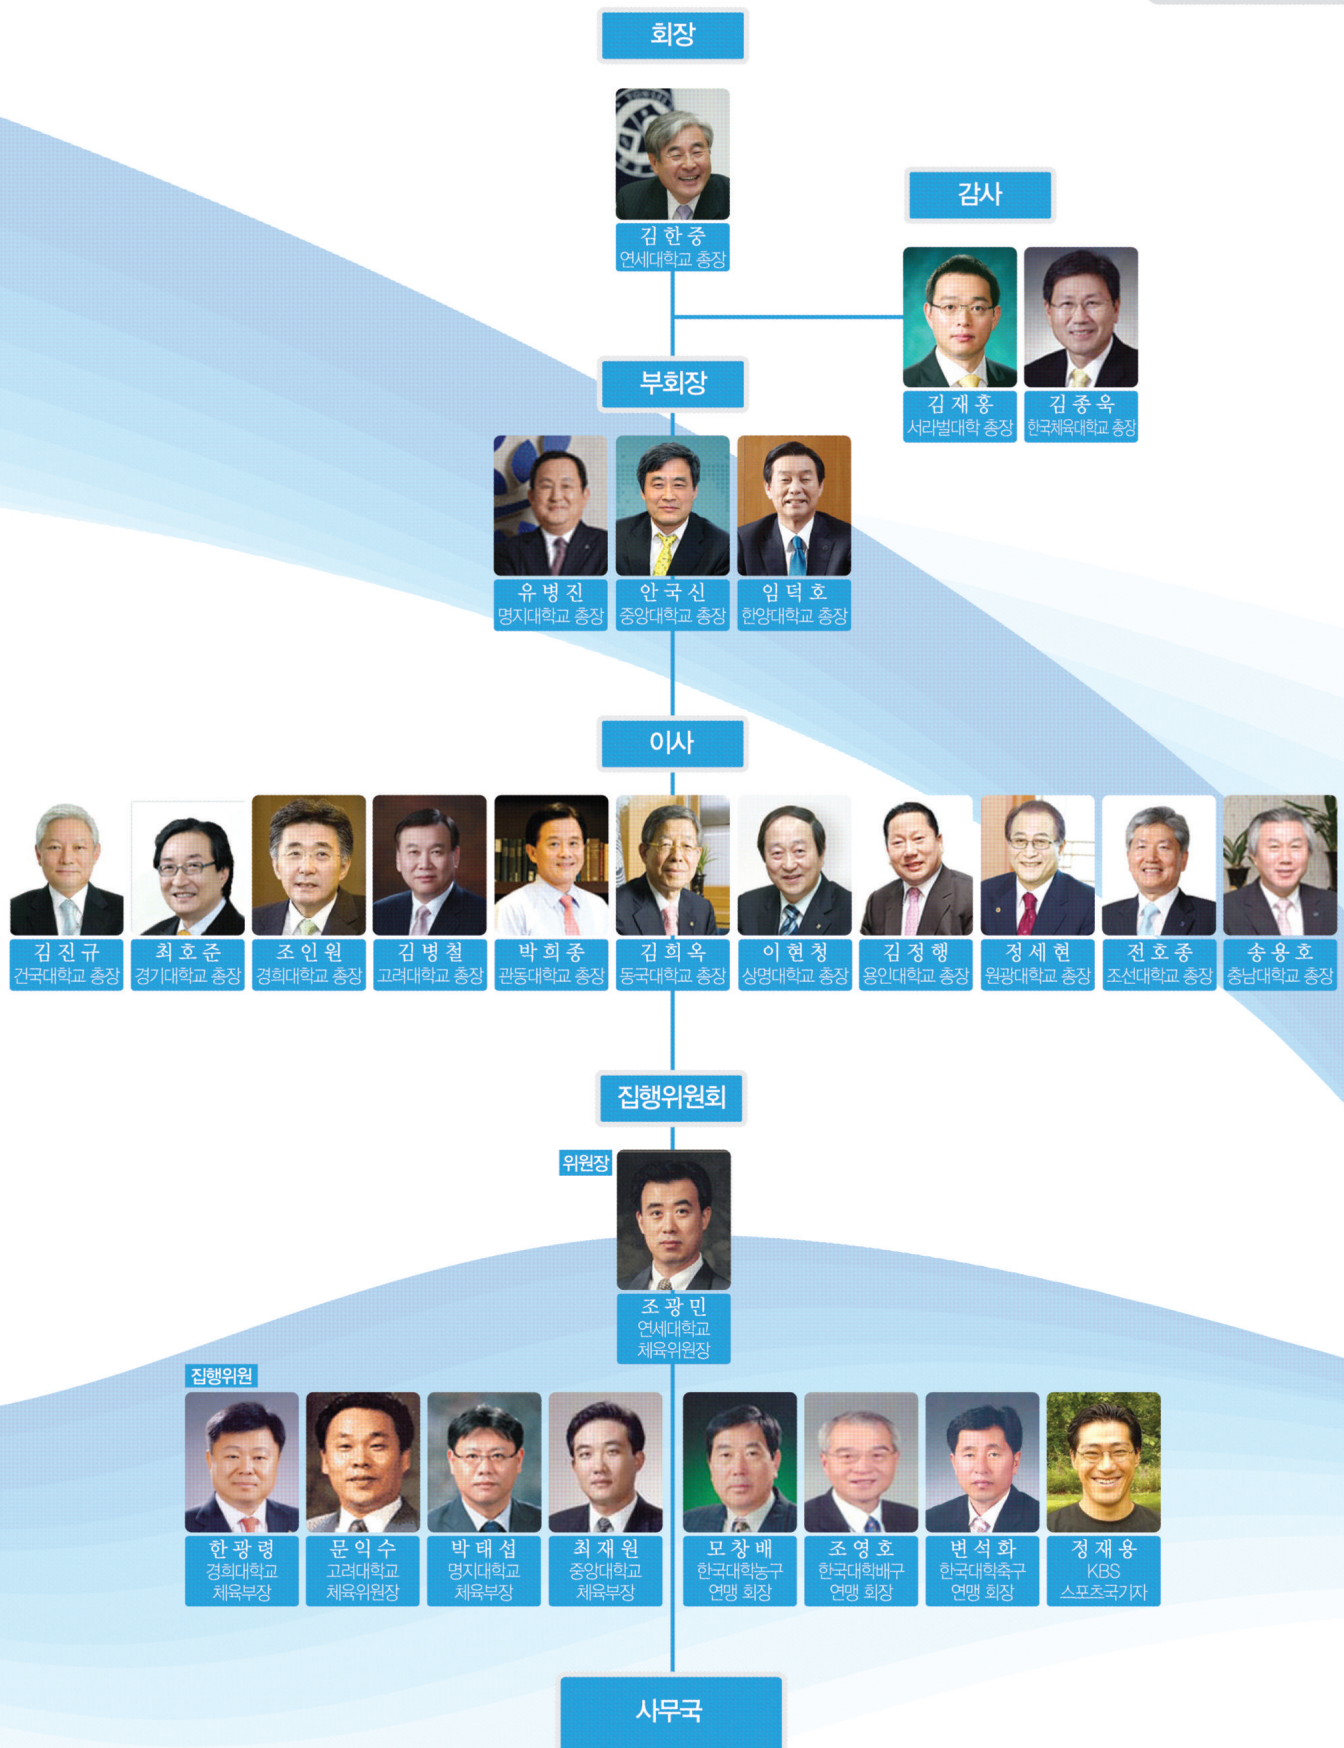 회장
김한중
연세대학교 총장
감사
김재홍
서라벌대학 총장
김종욱
한국체육대학교 총장
부회장
유병진
명지대학교 총장
안국신
중앙대학교 총장
임덕호
한양대학교 총장
이사
김진규
건국대학교 총장
최호준
경기대학교 총장
조인원
경희대학교 총장
김병철
고려대학교 총장
박희종
관동대학교 총장
김희옥
동국대학교 총장
이현청
상명대학교 총장
김정행
용인대학교 총장
정세현
원광대학교 총장
전호종
조선대학교 총장
송용호
충남대학교 총장
집행위원회
위원장
조광민
연세대학교
체육위원장
집행위원
한광령
경희대학교
체육부장
문익수
고려대학교
체육위원장
박태섭
명지대학교
체육부장
최재원
중앙대학교
체육부장
모창배
한국대학농구
연맹 회장
조영호
한국대학배구
연맹 회장
변석화
한국대학축구
연맹 회장
정재용
KBS
스포츠국기자
사무국